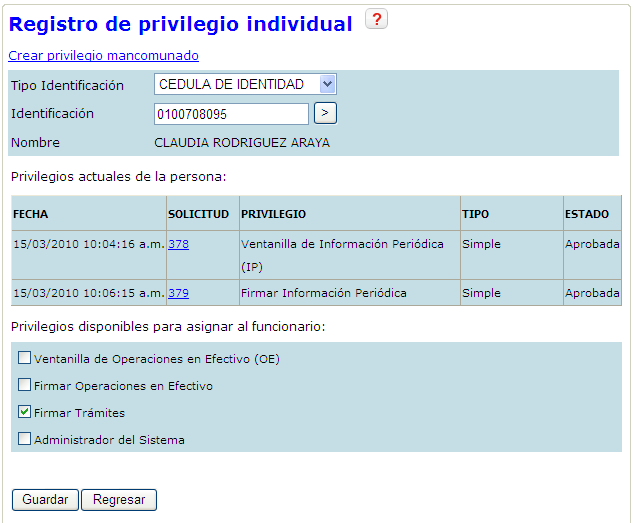 Registro de privilegio individual ?
Crear privilegio mancomunado
Tipo Identificación CEDULA DE IDENTIDAD
Identificación 0100708095 >
Nombre CLAUDIA RODRIGUEZ ARAYA
Privilegios actuales de la persona:
FECHA SOLICITUD PRIVILEGIO TIPO ESTADO
15/03/2010 10:04:16 a.m. 378 Ventanilla de Información Periódica Simple Aprobada
(IP)
15/03/2010 10:06:15 a.m. 379 Firmar Información Periódica Simple Aprobada
Privilegios disponibles para asignar al funcionario:
Ventanilla de Operaciones en Efectivo (OE)
Firmar Operaciones en Efectivo
Firmar Trámites
Administrador del Sistema
Guardar Regresar